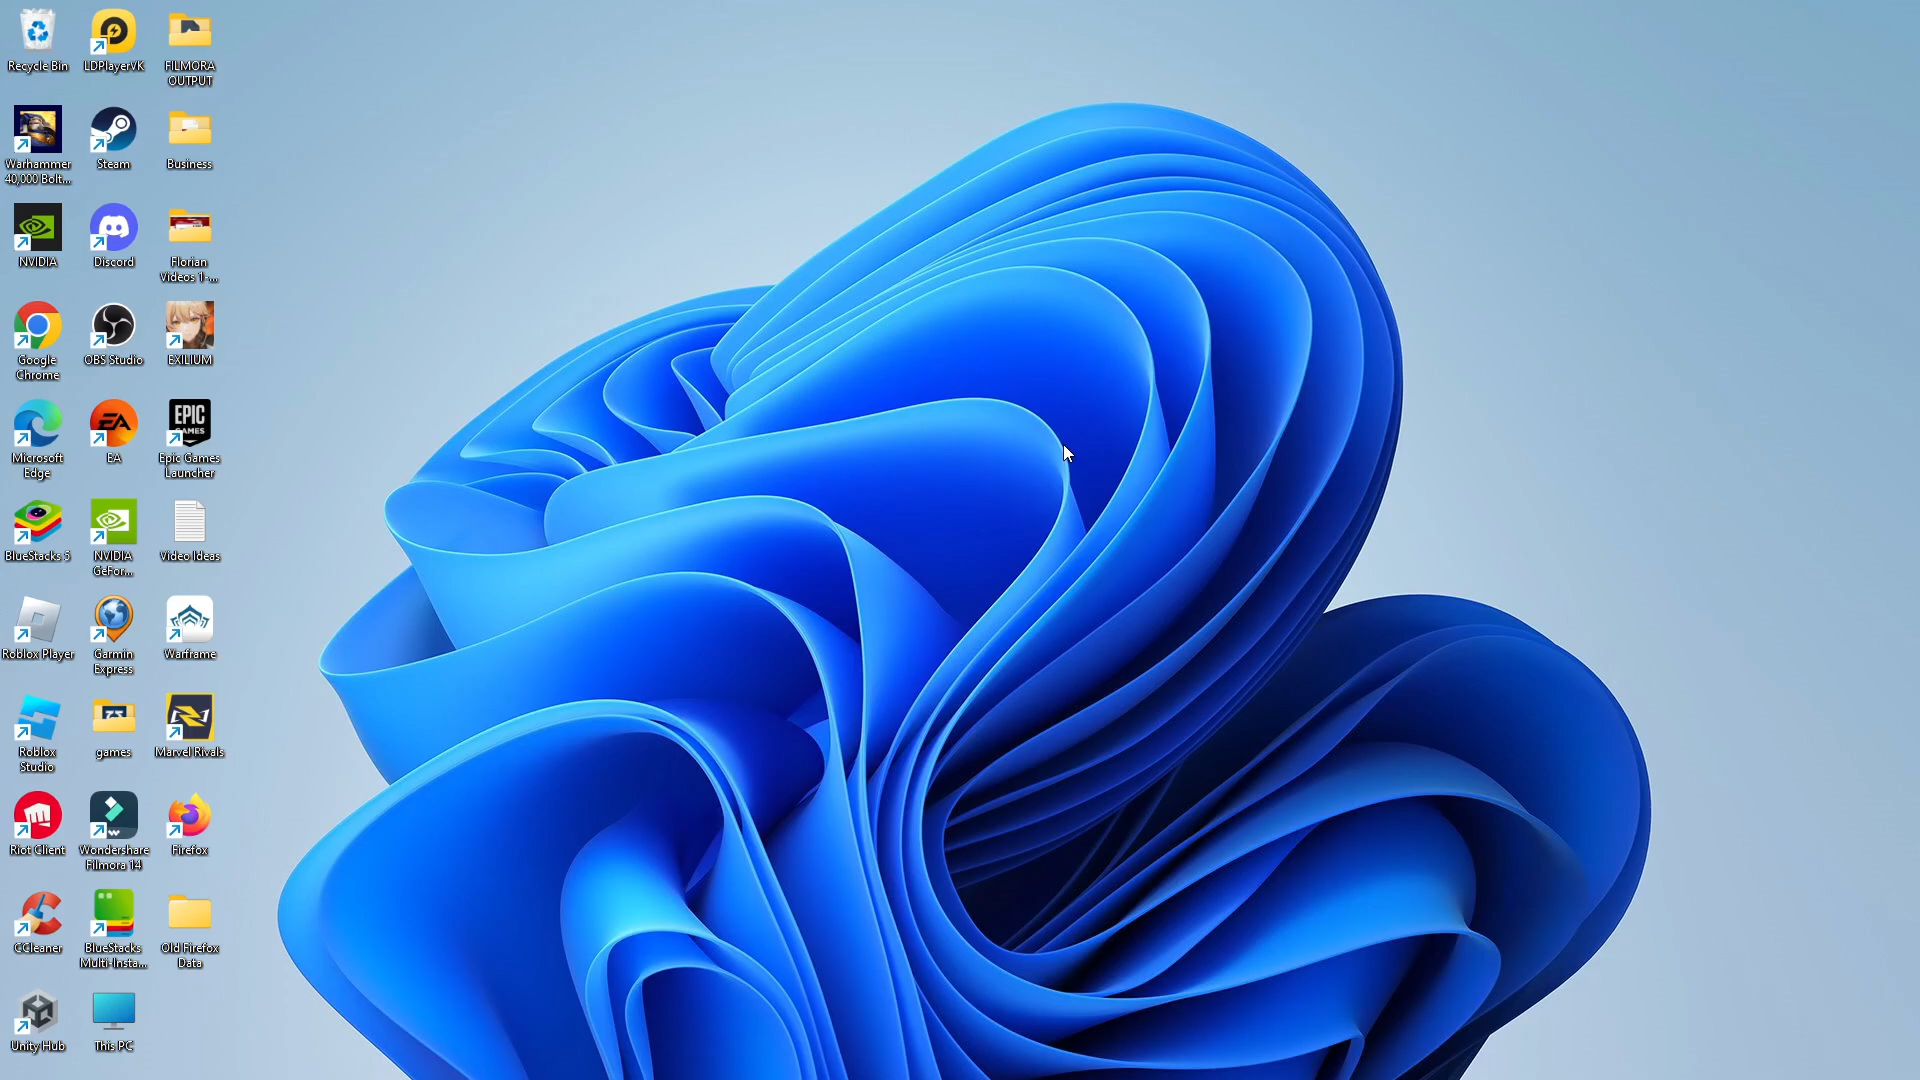 Recycle Bin
LDPlayerVK
FILMORA
OUTPUT
Warhammer
40,000 Bolt...
Steam
Business
NVIDIA
Discord
Florian
Videos 1-...
Google
Chrome
OBS Studio
EXILIUM
Microsoft
Edge
EA
EA
EPIC
GAMES
Epic Games
Launcher
BlueStacks 5
NVIDIA
GeFor...
Video Ideas
Roblox Player
Garmin
Express
Warframe
Roblox
Studio
games
Marvel Rivals
Riot Client
Wondershare
Filmora 14
Firefox
CCleaner
BlueStacks
Multi-Insta...
Old Firefox
Data
Unity Hub
This PC